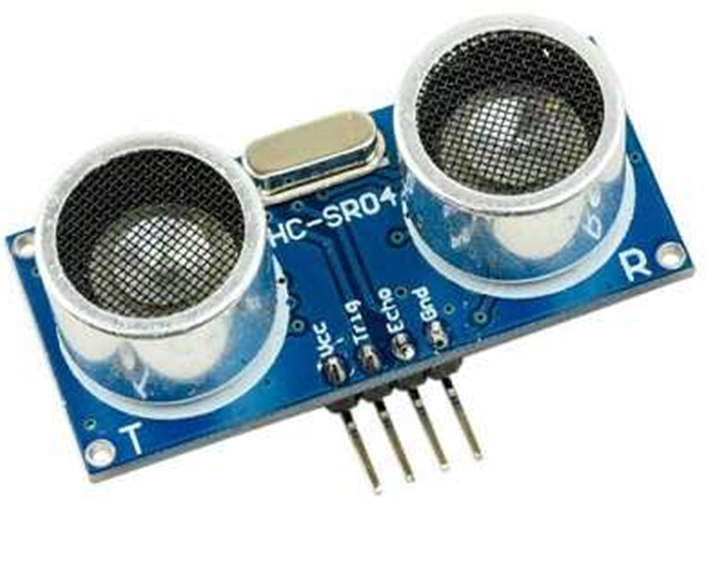 HC-SR04
Vcc
Trig
Echo
Gnd
T
R